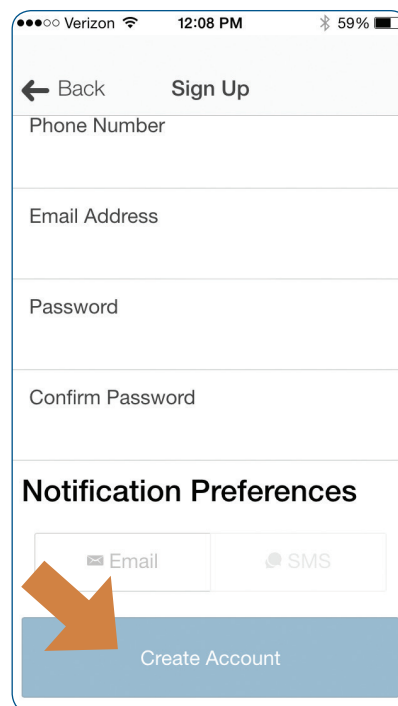 Verizon 12:08 PM 59%
Back Sign Up
Phone Number
Email Address
Password
Confirm Password
Notification Preferences
Email SMS
Create Account